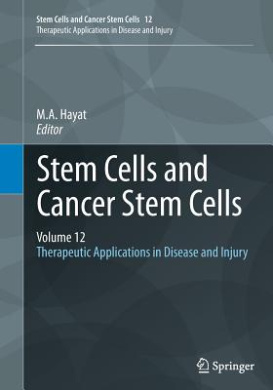 Stem Cells and Cancer Stem Cells 12
Therapeutic Applications in Disease and Injury
M.A. Hayat
Editor
Stem Cells and
Cancer Stem Cells
Volume 12
Therapeutic Applications in Disease and Injury
Springer